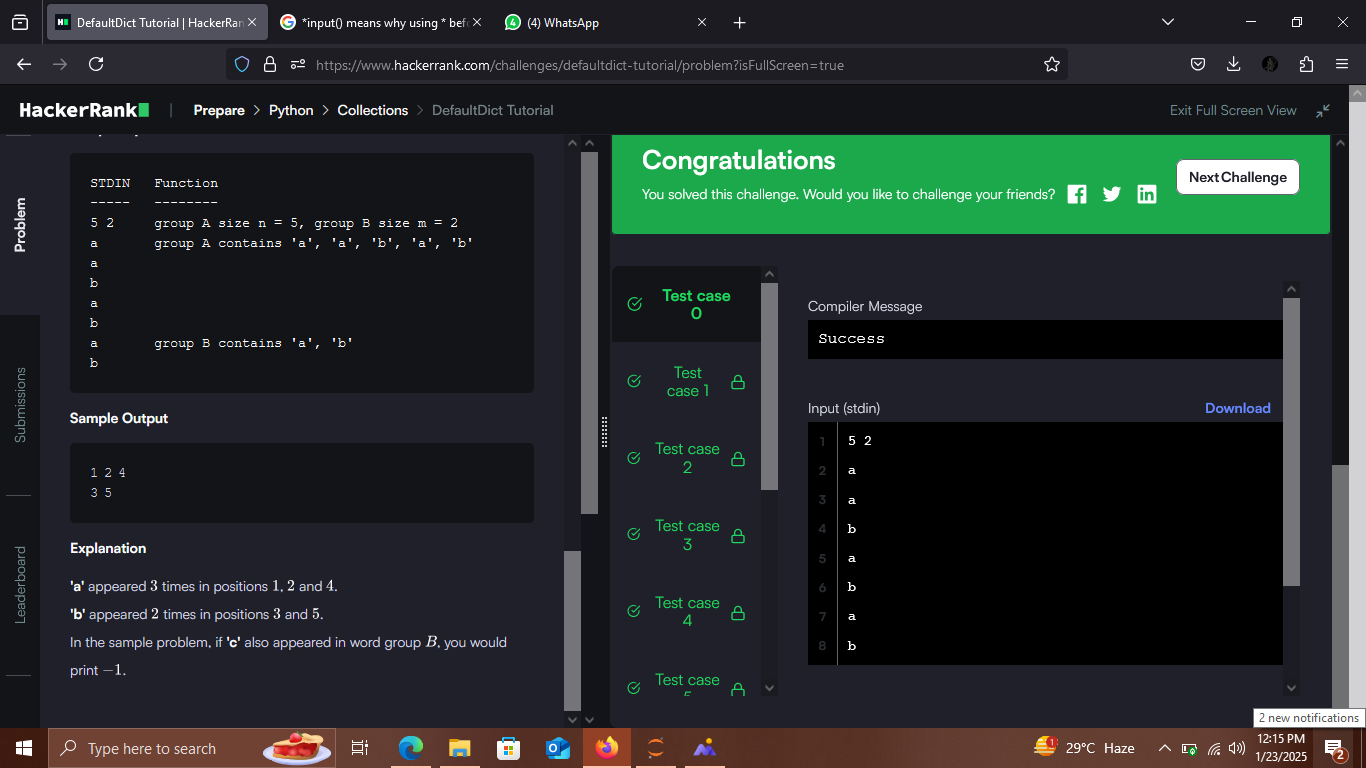 DefaultDict Tutorial | HackerRan
*input() means why using * bef
(4) WhatsApp
https://www.hackerrank.com/challenges/defaultdict-tutorial/problem?isFullScreen=true
HackerRank
Prepare > Python > Collections > DefaultDict Tutorial
Exit Full Screen View
Problem
Submissions
Leaderboard
STDIN Function
----- --------
5 2 group A size n = 5, group B size m = 2
a group A contains 'a', 'a', 'b', 'a', 'b'
a
b
a
b
a group B contains 'a', 'b'
b
Sample Output
1 2 4
3 5
Explanation
'a' appeared 3 times in positions 1, 2 and 4.
'b' appeared 2 times in positions 3 and 5.
In the sample problem, if 'c' also appeared in word group B, you would
print −1.
Congratulations
You solved this challenge. Would you like to challenge your friends?
Next Challenge
Test case
0
Test
case 1
Test case
2
Test case
3
Test case
4
Test case
Compiler Message
Success
Input (stdin)
Download
1 5 2
2 a
3 a
4 b
5 a
6 b
7 a
8 b
2 new notifications
Type here to search
1
29°C Haze
12:15 PM
1/23/2025
2